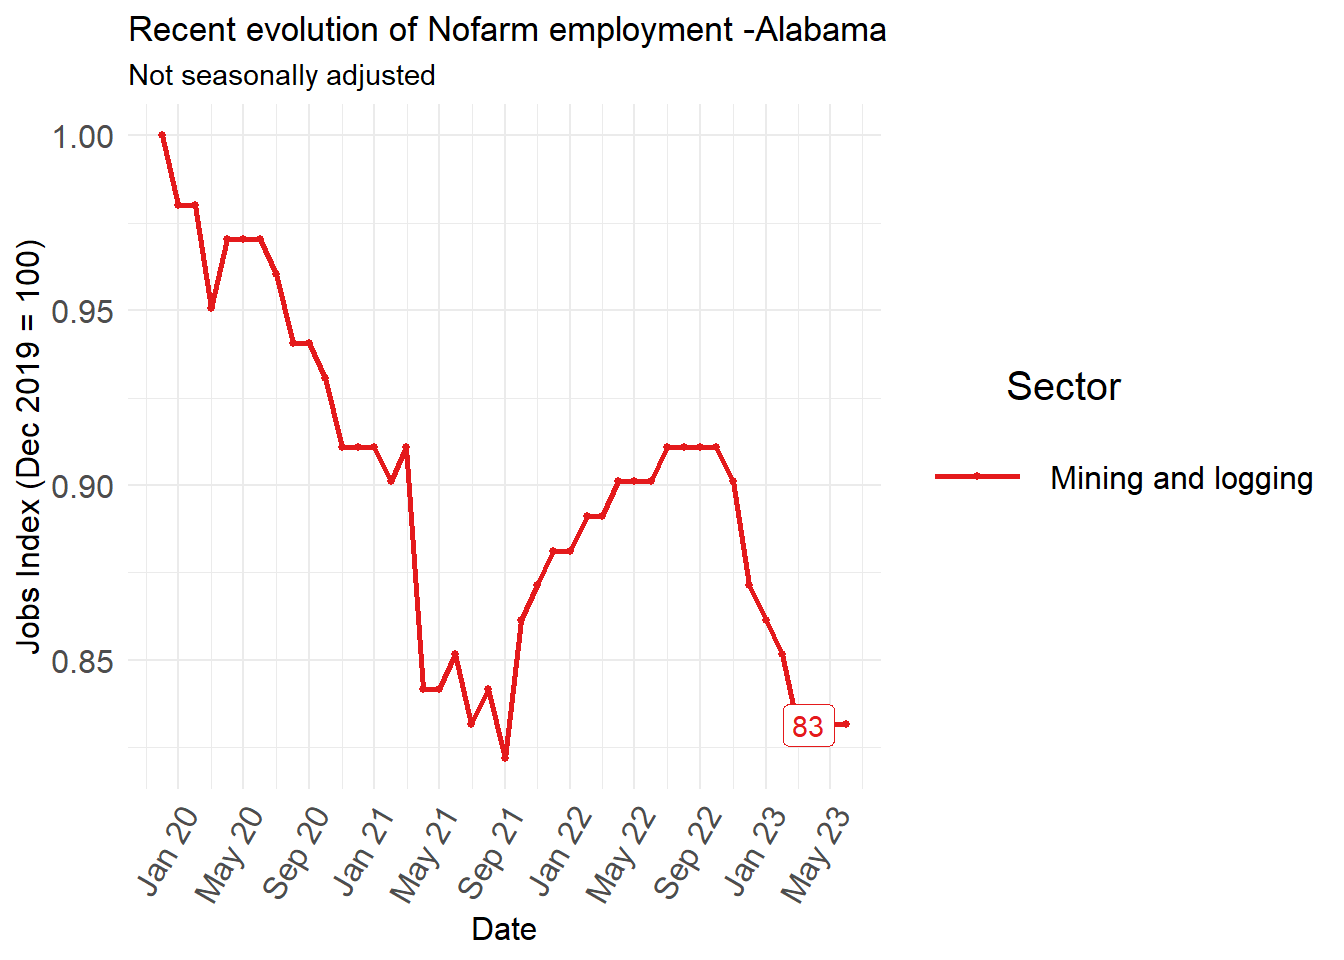 Recent evolution of Nofarm employment -Alabama
Not seasonally adjusted
Jobs Index (Dec 2019 = 100)
1.00
0.95
0.90
0.85
83
Jan 20
May 20
Sep 20
Jan 21
May 21
Sep 21
Jan 22
May 22
Sep 22
Jan 23
May 23
Date
Sector
Mining and logging